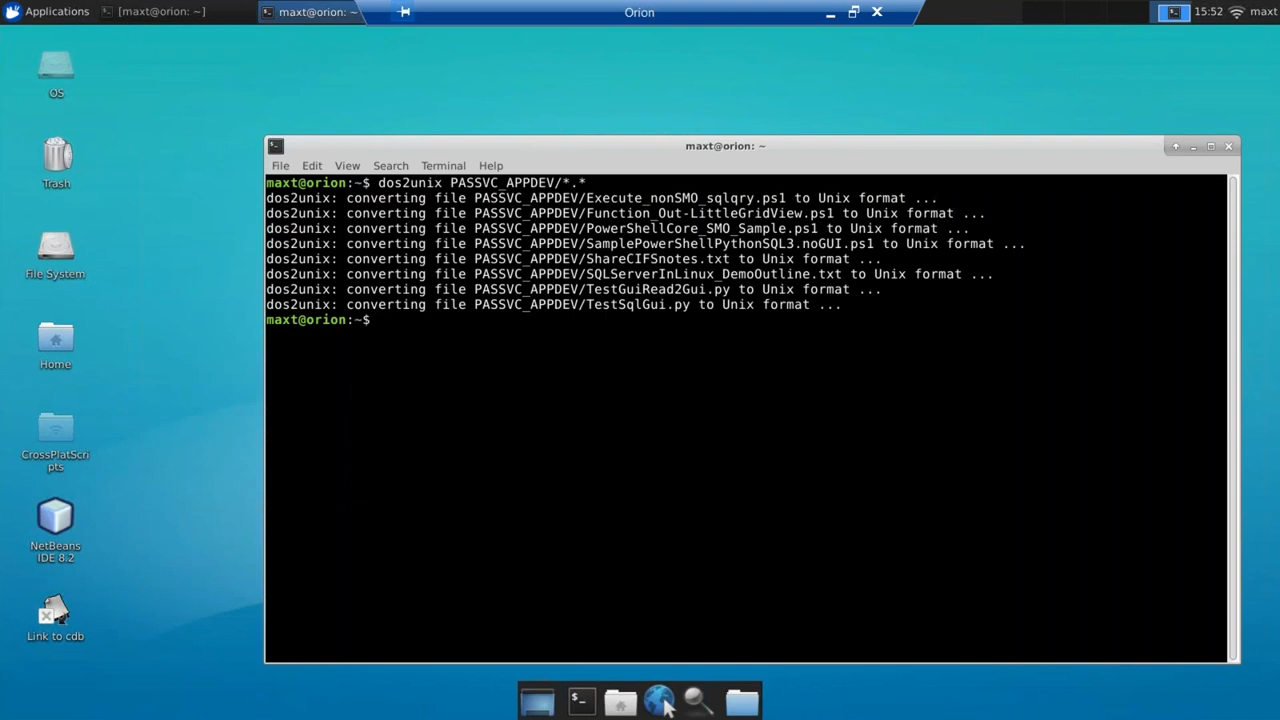 Applications
[maxt@orion: ~]
maxt@orion: ~
Orion
15:52
maxt
OS
Trash
File System
Home
CrossPlatScri
pts
NetBeans
IDE 8.2
Link to cdb
maxt@orion: ~
File Edit View Search Terminal Help
maxt@orion:~$ dos2unix PASSVC_APPDEV/*.*
dos2unix: converting file PASSVC_APPDEV/Execute_nonSMO_sqlqry.ps1 to Unix format ...
dos2unix: converting file PASSVC_APPDEV/Function_Out-LittleGridView.ps1 to Unix format ...
dos2unix: converting file PASSVC_APPDEV/PowerShellCore_SMO_Sample.ps1 to Unix format ...
dos2unix: converting file PASSVC_APPDEV/SamplePowerShellPythonSQL3.noGUI.ps1 to Unix format ...
dos2unix: converting file PASSVC_APPDEV/ShareCIFSnotes.txt to Unix format ...
dos2unix: converting file PASSVC_APPDEV/SQLServerInLinux_DemoOutline.txt to Unix format ...
dos2unix: converting file PASSVC_APPDEV/TestGuiRead2Gui.py to Unix format ...
dos2unix: converting file PASSVC_APPDEV/TestSqlGui.py to Unix format ...
maxt@orion:~$